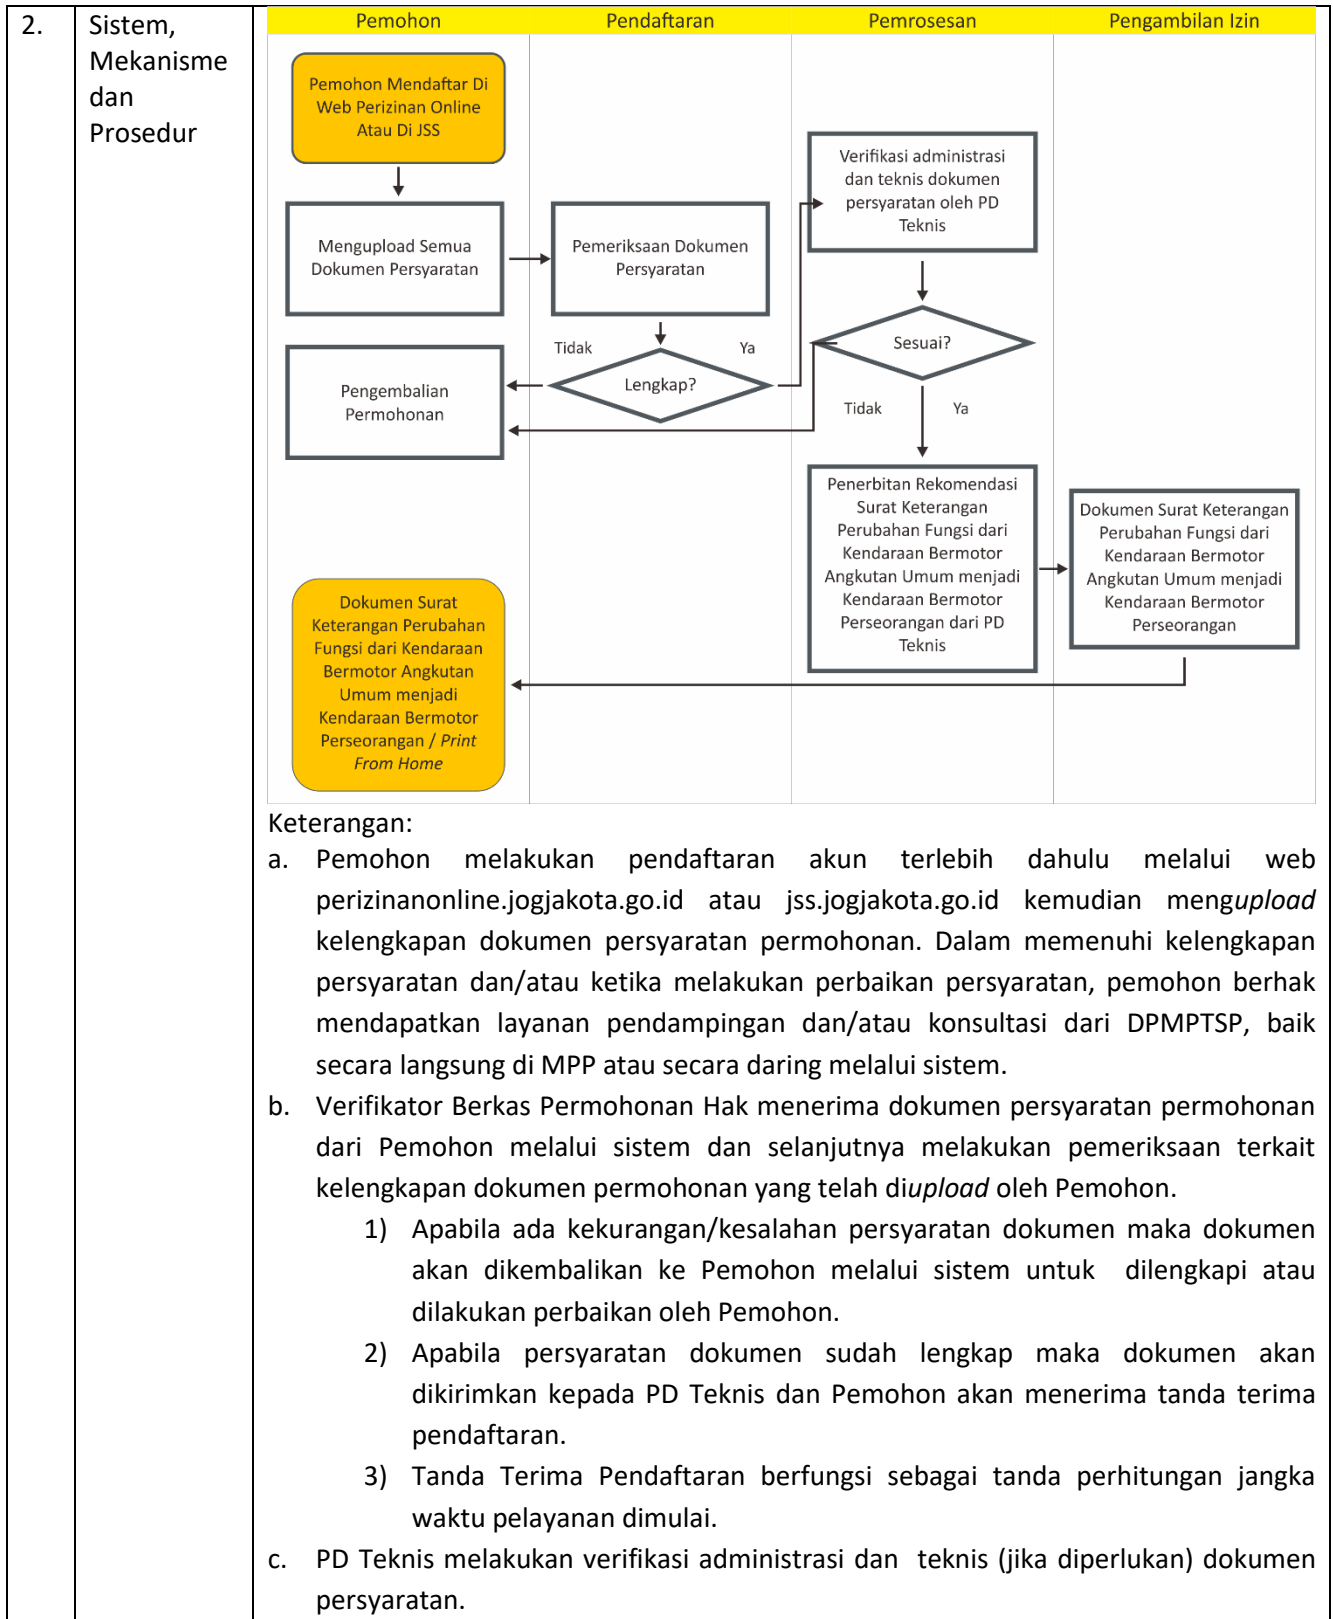 2.
Sistem,
Mekanisme
dan
Prosedur
Pemohon
Pendaftaran
Pemrosesan
Pengambilan Izin
Pemohon Mendaftar Di
Web Perizinan Online
Atau Di JSS
Mengupload Semua
Dokumen Persyaratan
Pemeriksaan Dokumen
Persyaratan
Verifikasi administrasi
dan teknis dokumen
persyaratan oleh PD
Teknis
Tidak
Ya
Lengkap?
Sesuai?
Pengembalian
Permohonan
Tidak
Ya
Penerbitan Rekomendasi
Surat Keterangan
Perubahan Fungsi dari
Kendaraan Bermotor
Angkutan Umum menjadi
Kendaraan Bermotor
Perseorangan dari PD
Teknis
Dokumen Surat Keterangan
Perubahan Fungsi dari
Kendaraan Bermotor
Angkutan Umum menjadi
Kendaraan Bermotor
Perseorangan
Dokumen Surat
Keterangan Perubahan
Fungsi dari Kendaraan
Bermotor Angkutan
Umum menjadi
Kendaraan Bermotor
Perseorangan / Print
From Home
Keterangan:
a. Pemohon melakukan pendaftaran akun terlebih dahulu melalui web
perizinanonline.jogjakota.go.id atau jss.jogjakota.go.id kemudian mengupload
kelengkapan dokumen persyaratan permohonan. Dalam memenuhi kelengkapan
persyaratan dan/atau ketika melakukan perbaikan persyaratan, pemohon berhak
mendapatkan layanan pendampingan dan/atau konsultasi dari DPMPTSP, baik
secara langsung di MPP atau secara daring melalui sistem.
b. Verifikator Berkas Permohonan Hak menerima dokumen persyaratan permohonan
dari Pemohon melalui sistem dan selanjutnya melakukan pemeriksaan terkait
kelengkapan dokumen permohonan yang telah diupload oleh Pemohon.
1) Apabila ada kekurangan/kesalahan persyaratan dokumen maka dokumen
akan dikembalikan ke Pemohon melalui sistem untuk dilengkapi atau
dilakukan perbaikan oleh Pemohon.
2) Apabila persyaratan dokumen sudah lengkap maka dokumen akan
dikirimkan kepada PD Teknis dan Pemohon akan menerima tanda terima
pendaftaran.
3) Tanda Terima Pendaftaran berfungsi sebagai tanda perhitungan jangka
waktu pelayanan dimulai.
c. PD Teknis melakukan verifikasi administrasi dan teknis (jika diperlukan) dokumen
persyaratan.